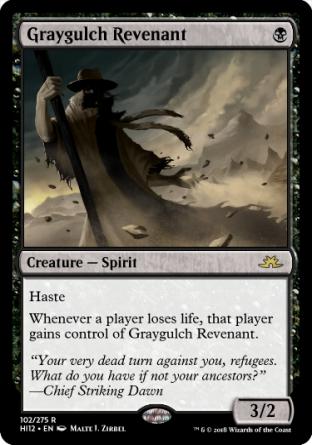 Graygulch Revenant
Creature — Spirit
Haste
Whenever a player loses life, that player
gains control of Graygulch Revenant.
“Your very dead turn against you, refugees.
What do you have if not your ancestors?”
—Chief Striking Dawn
3/2
102/275 R
HI12 • EN Malte I. Zirbel
™ & © 2018 Wizards of the Coast